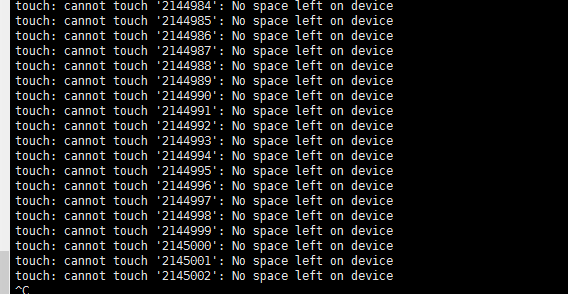 touch: cannot touch '2144984': No space left on device
touch: cannot touch '2144985': No space left on device
touch: cannot touch '2144986': No space left on device
touch: cannot touch '2144987': No space left on device
touch: cannot touch '2144988': No space left on device
touch: cannot touch '2144989': No space left on device
touch: cannot touch '2144990': No space left on device
touch: cannot touch '2144991': No space left on device
touch: cannot touch '2144992': No space left on device
touch: cannot touch '2144993': No space left on device
touch: cannot touch '2144994': No space left on device
touch: cannot touch '2144995': No space left on device
touch: cannot touch '2144996': No space left on device
touch: cannot touch '2144997': No space left on device
touch: cannot touch '2144998': No space left on device
touch: cannot touch '2144999': No space left on device
touch: cannot touch '2145000': No space left on device
touch: cannot touch '2145001': No space left on device
touch: cannot touch '2145002': No space left on device
^C